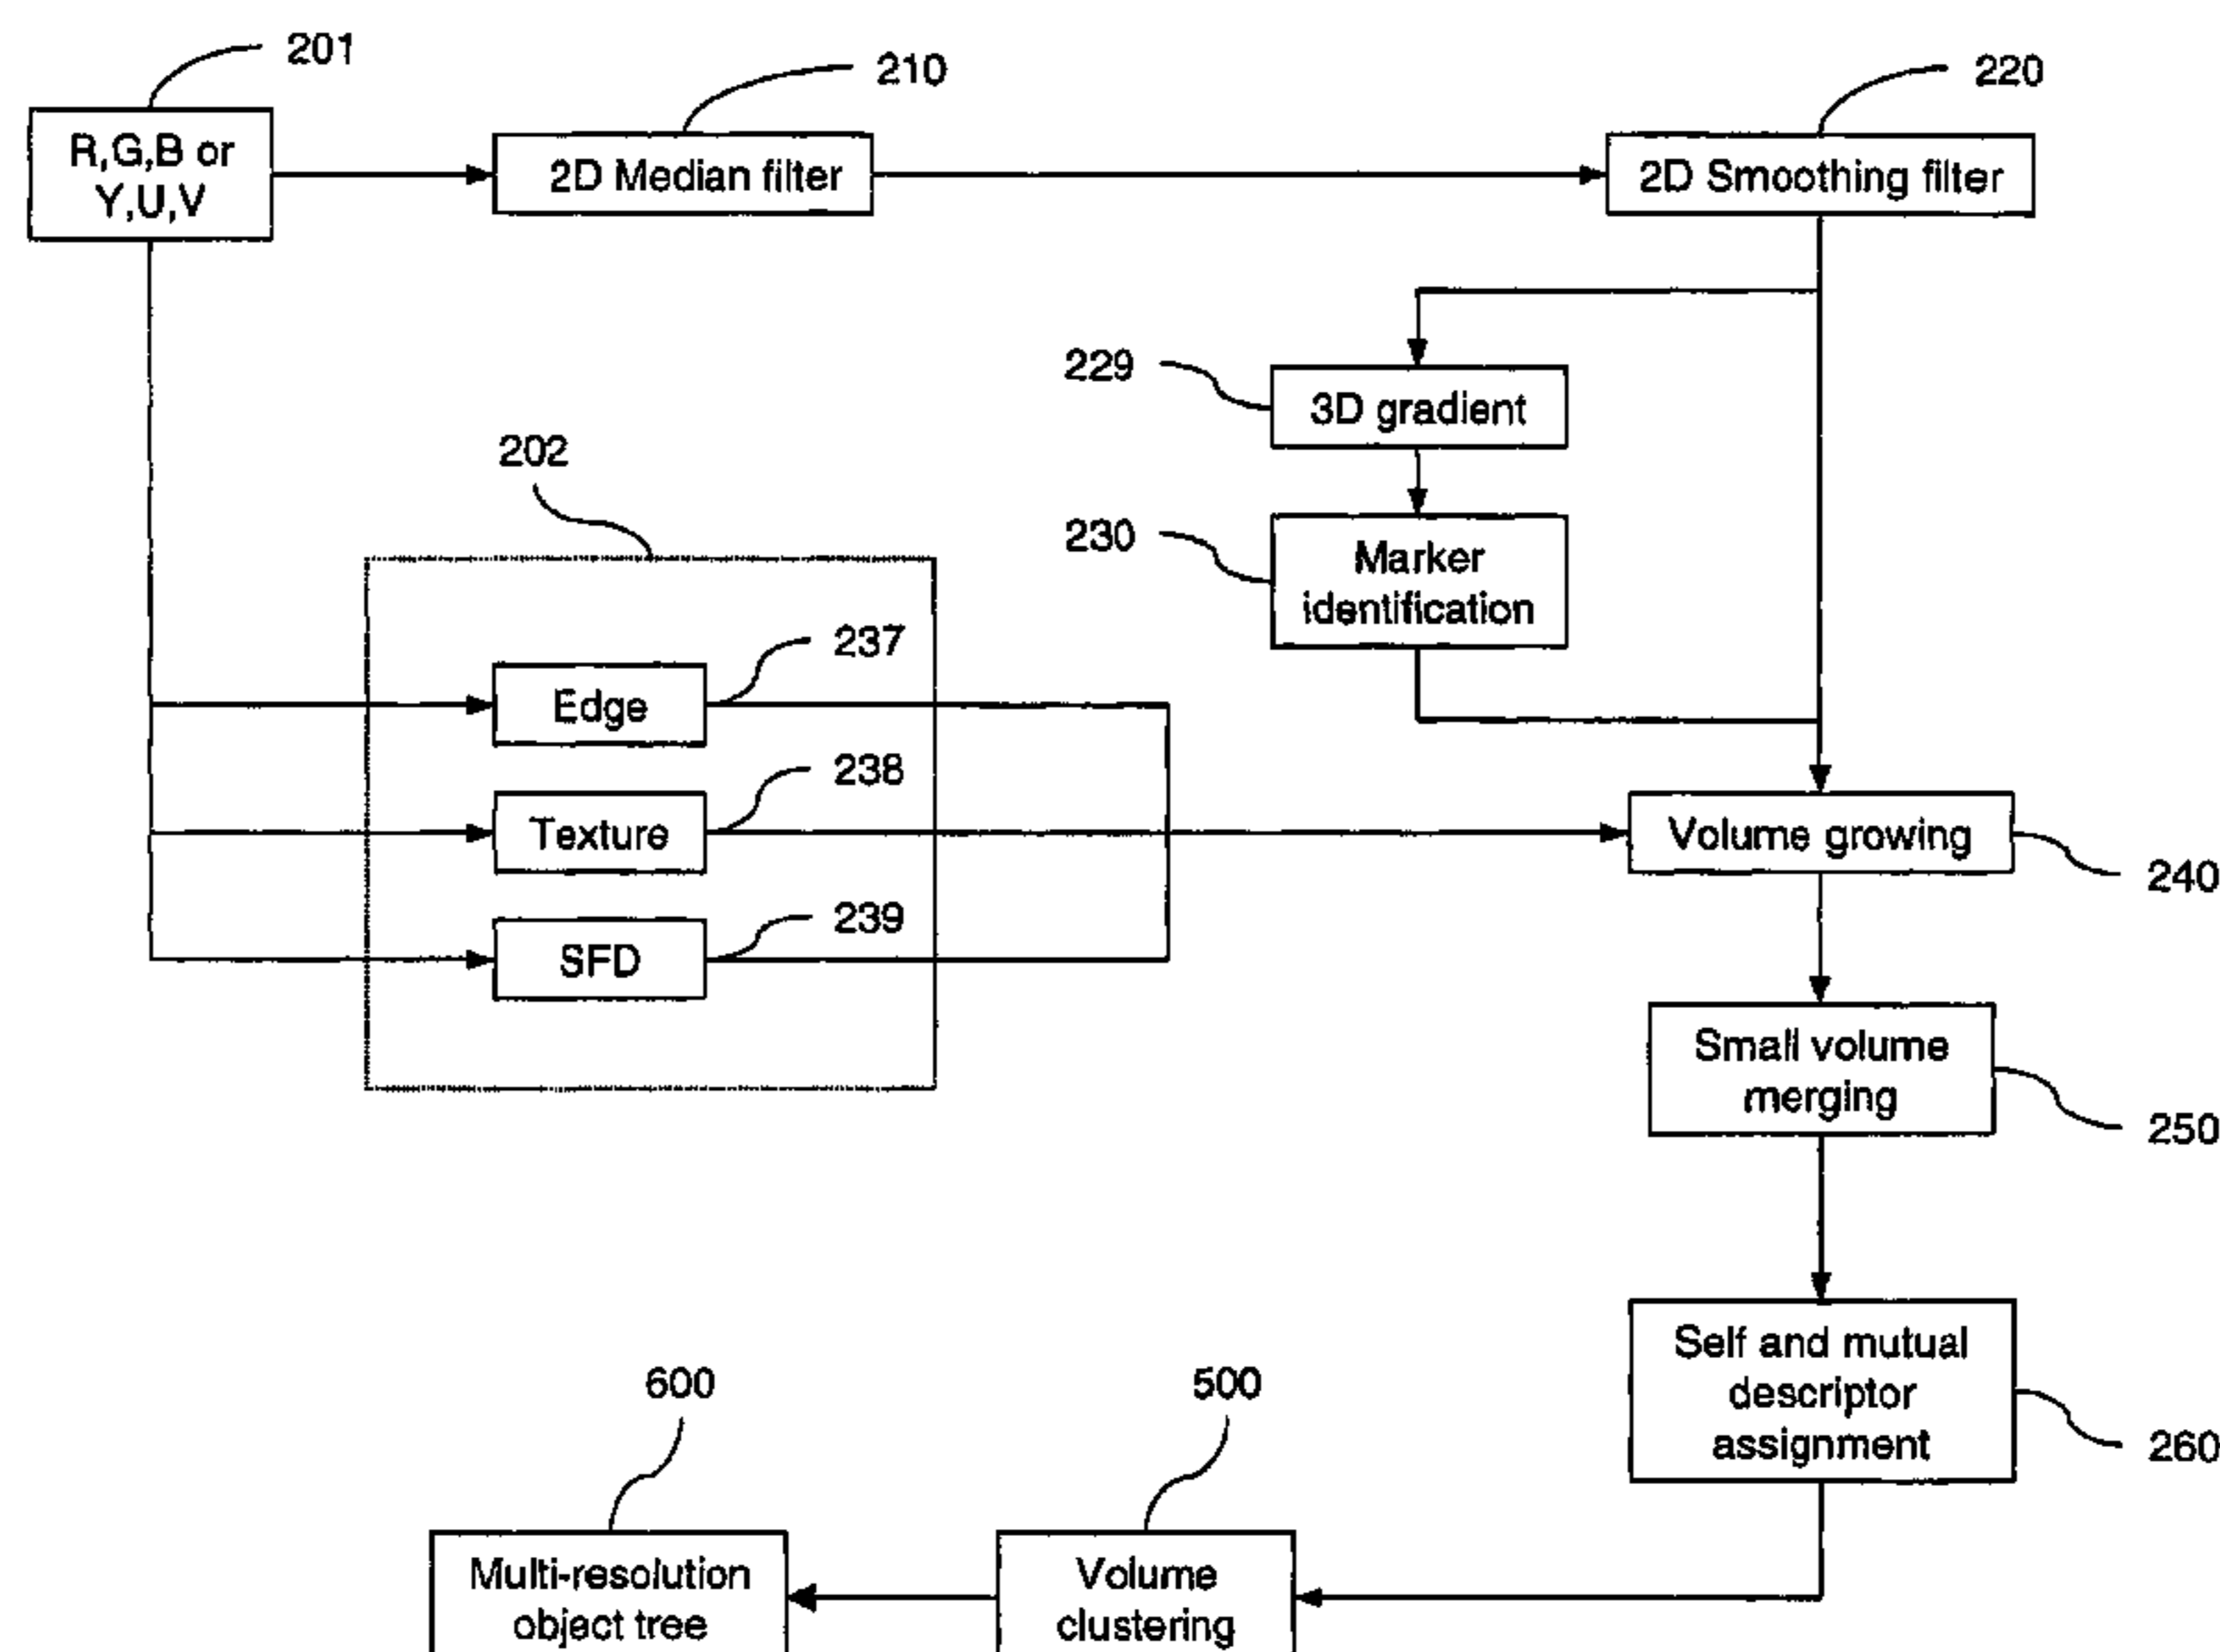 201
210
220
R,G,B or
Y,U,V
2D Median filter
2D Smoothing filter
229
3D gradient
202
230
Marker
identification
237
Edge
238
Texture
Volume growing
240
239
SFD
Small volume
merging
250
Self and mutual
descriptor
assignment
260
600
500
Multi-resolution
object tree
Volume
clustering